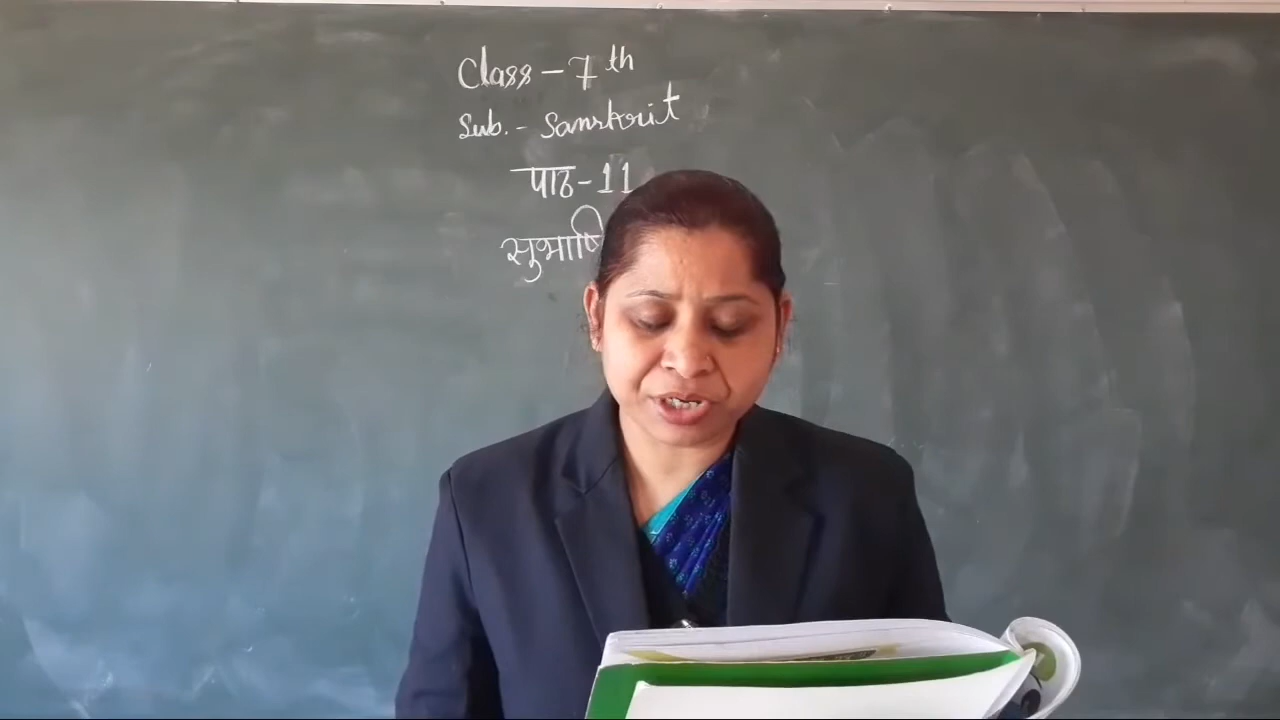 Class - 7th
Sub. - Sanskrit
पाठ - 11